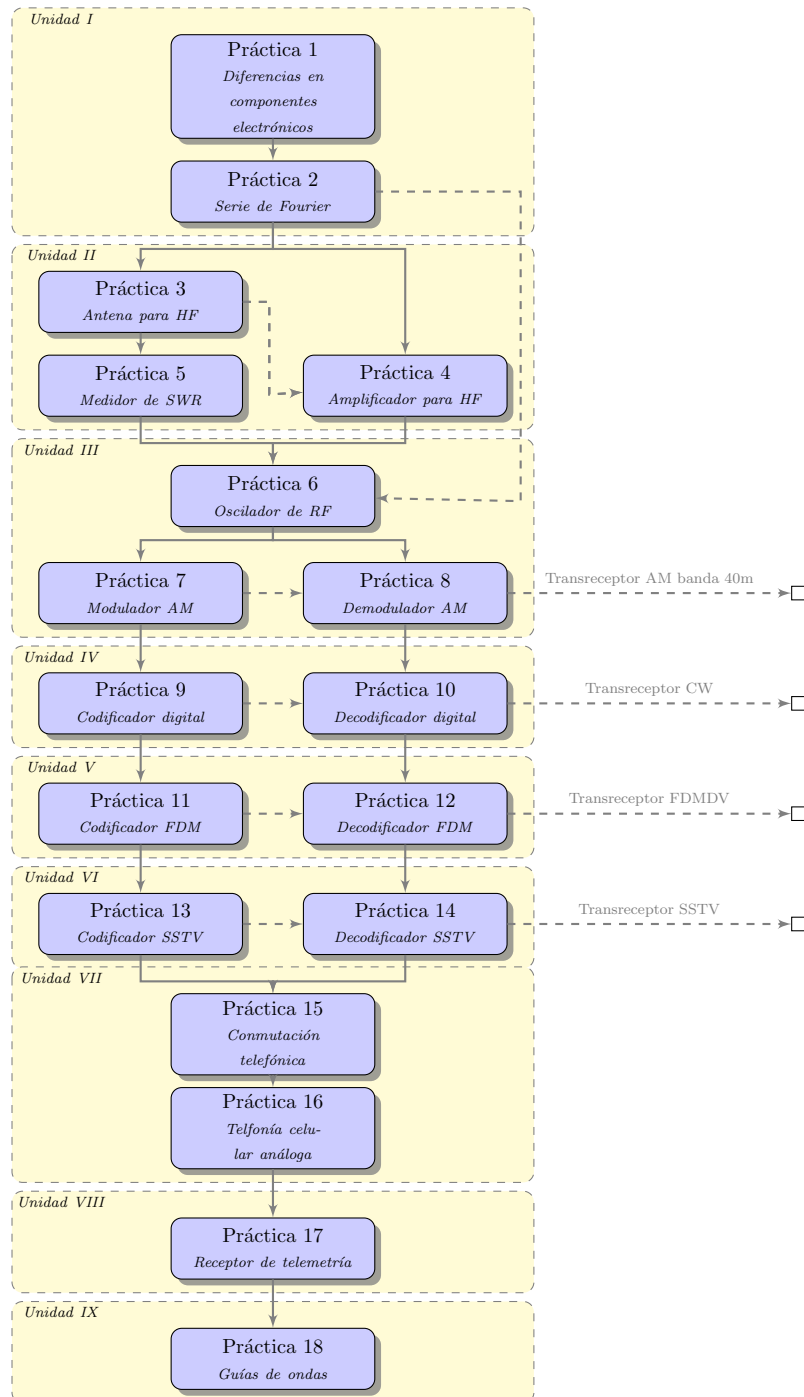 Unidad I
Práctica 1
Diferencias en
componentes
electrónicos
Práctica 2
Serie de Fourier
Unidad II
Práctica 3
Antena para HF
Práctica 5
Medidor de SWR
Práctica 4
Amplificador para HF
Unidad III
Práctica 6
Oscilador de RF
Práctica 7
Modulador AM
Práctica 8
Demodulador AM
Transreceptor AM banda 40m
Unidad IV
Práctica 9
Codificador digital
Práctica 10
Decodificador digital
Transreceptor CW
Unidad V
Práctica 11
Codificador FDM
Práctica 12
Decodificador FDM
Transreceptor FDMDV
Unidad VI
Práctica 13
Codificador SSTV
Práctica 14
Decodificador SSTV
Transreceptor SSTV
Unidad VII
Práctica 15
Conmutación
telefónica
Práctica 16
Telfonía celu-
lar análoga
Unidad VIII
Práctica 17
Receptor de telemetría
Unidad IX
Práctica 18
Guías de ondas